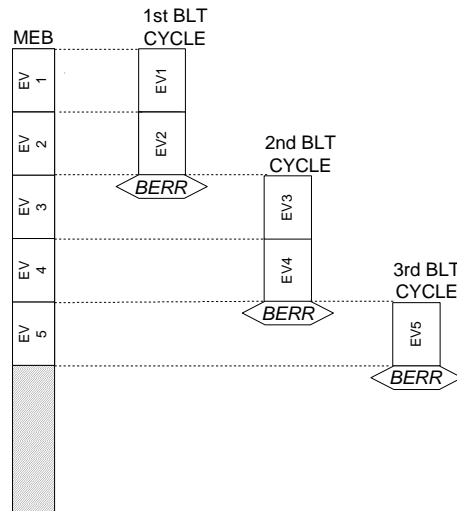 1st BLT
CYCLE
MEB
EV 1
EV1
EV 2
EV2
BERR
2nd BLT
CYCLE
EV 3
EV3
EV 4
EV4
BERR
3rd BLT
CYCLE
EV 5
EV5
BERR